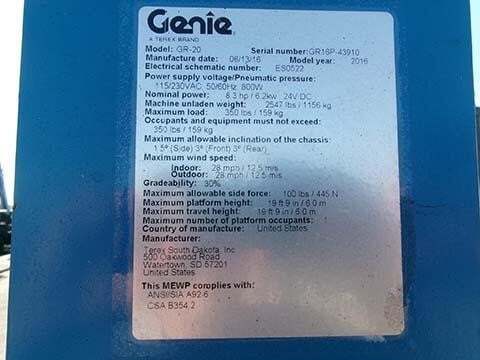 Genie
A TEREX BRAND
Model: GR-20 Serial number: GR16P-43910
Manufacture date: 06/13/16 Model year: 2016
Electrical schematic number: ES0522
Power supply voltage/Pneumatic pressure:
115/230VAC, 50/60Hz, 800W
Nominal power: 8.3 hp / 6.2kw 24V DC
Machine unladen weight: 2547 lbs / 1156 kg
Maximum load: 350 lbs / 159 kg
Occupants and equipment must not exceed:
350 lbs / 159 kg
Maximum allowable inclination of the chassis:
1.5° (Side) 3° (Front) 3° (Rear)
Maximum wind speed:
Indoor: 28 mph / 12.5 m/s
Outdoor: 28 mph / 12.5 m/s
Gradeability: 30%
Maximum allowable side force: 100 lbs / 445 N
Maximum platform height: 19 ft 9 in / 6.0 m
Maximum travel height: 19 ft 9 in / 6.0 m
Maximum number of platform occupants: 1
Country of manufacture: United States
Manufacturer:
Terex South Dakota, Inc
500 Oakwood Road
Watertown, SD 57201
United States
This MEWP complies with:
ANSI/SIA A92.6
CSA B354.2